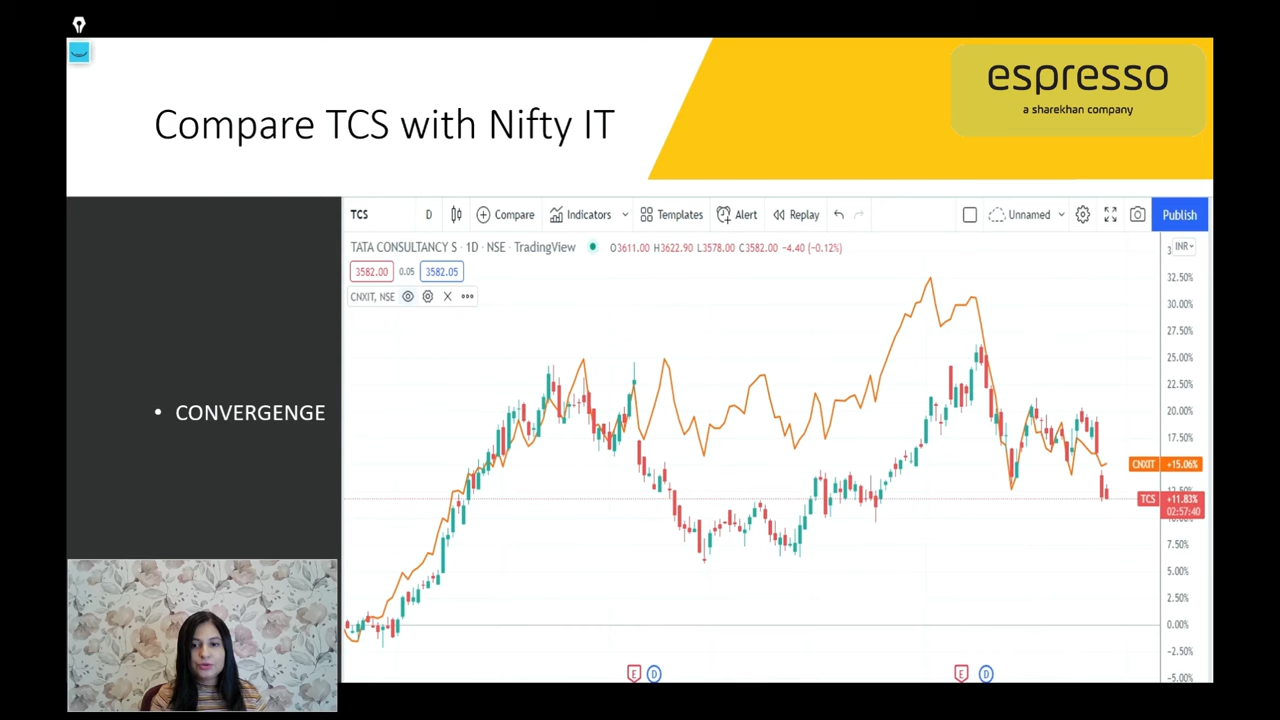 Compare TCS with Nifty IT
espresso
a sharekhan company
CONVERGENGE
TCS D Compare Indicators Templates Alert Replay Unnamed Publish
TATA CONSULTANCY S · 1D · NSE · TradingView O3611.00 H3622.90 L3578.00 C3582.00 -4.40 (-0.12%)
INR
3582.00 0.05 3582.05
CNXIT, NSE
32.50%
30.00%
27.50%
25.00%
22.50%
20.00%
17.50%
CNXIT +15.06%
12.50%
TCS +11.83%
02:57:40
10.00%
7.50%
5.00%
2.50%
0.00%
-2.50%
-5.00%
E D E D